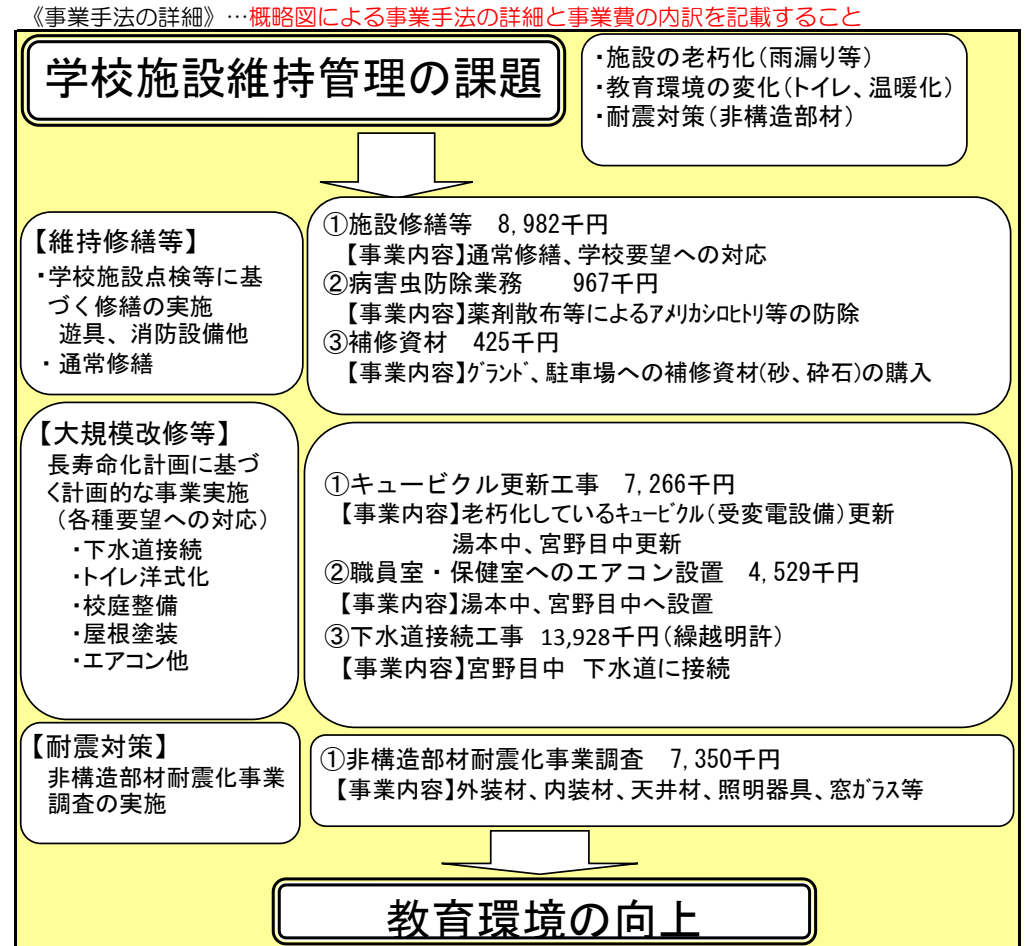 《事業手法の詳細》…概略図による事業手法の詳細と事業費の内訳を記載すること
学校施設維持管理の課題
・施設の老朽化（雨漏り等）
・教育環境の変化（トイレ、温暖化）
・耐震対策（非構造部材）
【維持修繕等】
・学校施設点検等に基
づく修繕の実施
遊具、消防設備他
・通常修繕
①施設修繕等　8,982千円
【事業内容】通常修繕、学校要望への対応
②病害虫防除業務　　967千円
【事業内容】薬剤散布等によるｱﾒﾘｶｼﾛﾋﾄﾘ等の防除
③補修資材　425千円
【事業内容】ｸﾞﾗﾝﾄﾞ、駐車場への補修資材(砂、砕石)の購入
【大規模改修等】
長寿命化計画に基づ
く計画的な事業実施
（各種要望への対応）
・下水道接続
・トイレ洋式化
・校庭整備
・屋根塗装
・エアコン他
①キュービクル更新工事　7,266千円
【事業内容】老朽化しているｷｭｰﾋﾞｸﾙ（受変電設備）更新
湯本中、宮野目中更新
②職員室・保健室へのエアコン設置　4,529千円
【事業内容】湯本中、宮野目中へ設置
③下水道接続工事　13,928千円（繰越明許）
【事業内容】宮野目中　下水道に接続
【耐震対策】
非構造部材耐震化事業
調査の実施
①非構造部材耐震化事業調査　7,350千円
【事業内容】外装材、内装材、天井材、照明器具、窓ｶﾞﾗｽ等
教育環境の向上